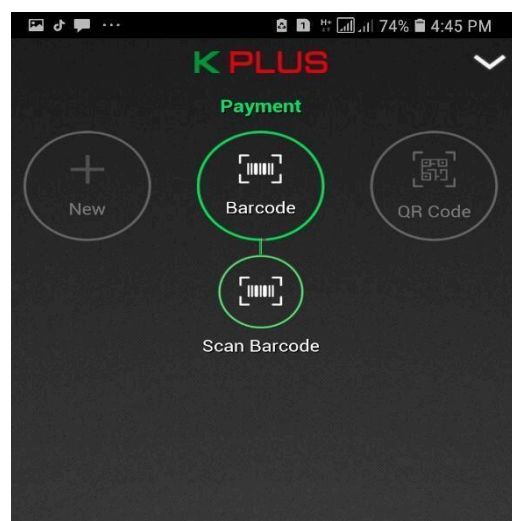 74% 4:45 PM
K PLUS
Payment
New
Barcode
QR Code
Scan Barcode